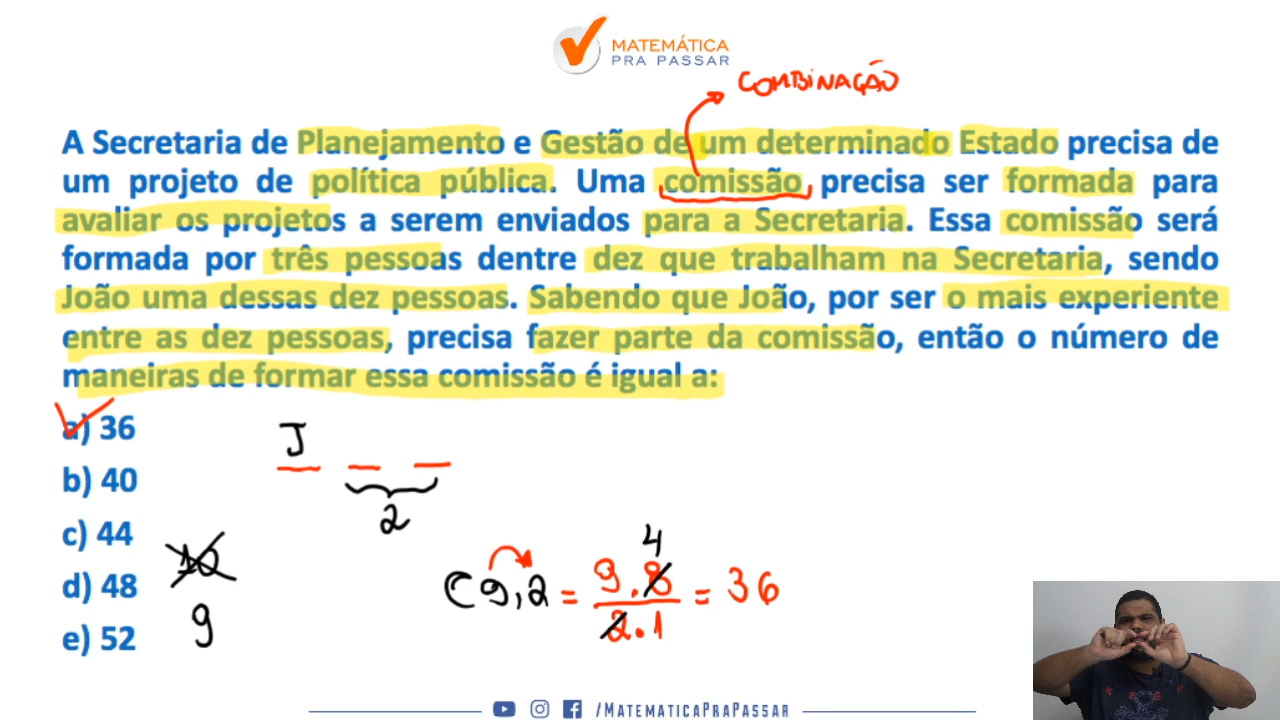 MATEMÁTICA
PRA PASSAR
COMBINAÇÃO
A Secretaria de Planejamento e Gestão de um determinado Estado precisa de
um projeto de política pública. Uma comissão precisa ser formada para
avaliar os projetos a serem enviados para a Secretaria. Essa comissão será
formada por três pessoas dentre dez que trabalham na Secretaria, sendo
João uma dessas dez pessoas. Sabendo que João, por ser o mais experiente
entre as dez pessoas, precisa fazer parte da comissão, então o número de
maneiras de formar essa comissão é igual a:
a) 36
b) 40
c) 44
d) 48
e) 52
J
2
10
9
4
C9,2 = 9.8 = 36
2.1
/MATEMATICAPRAPASSAR